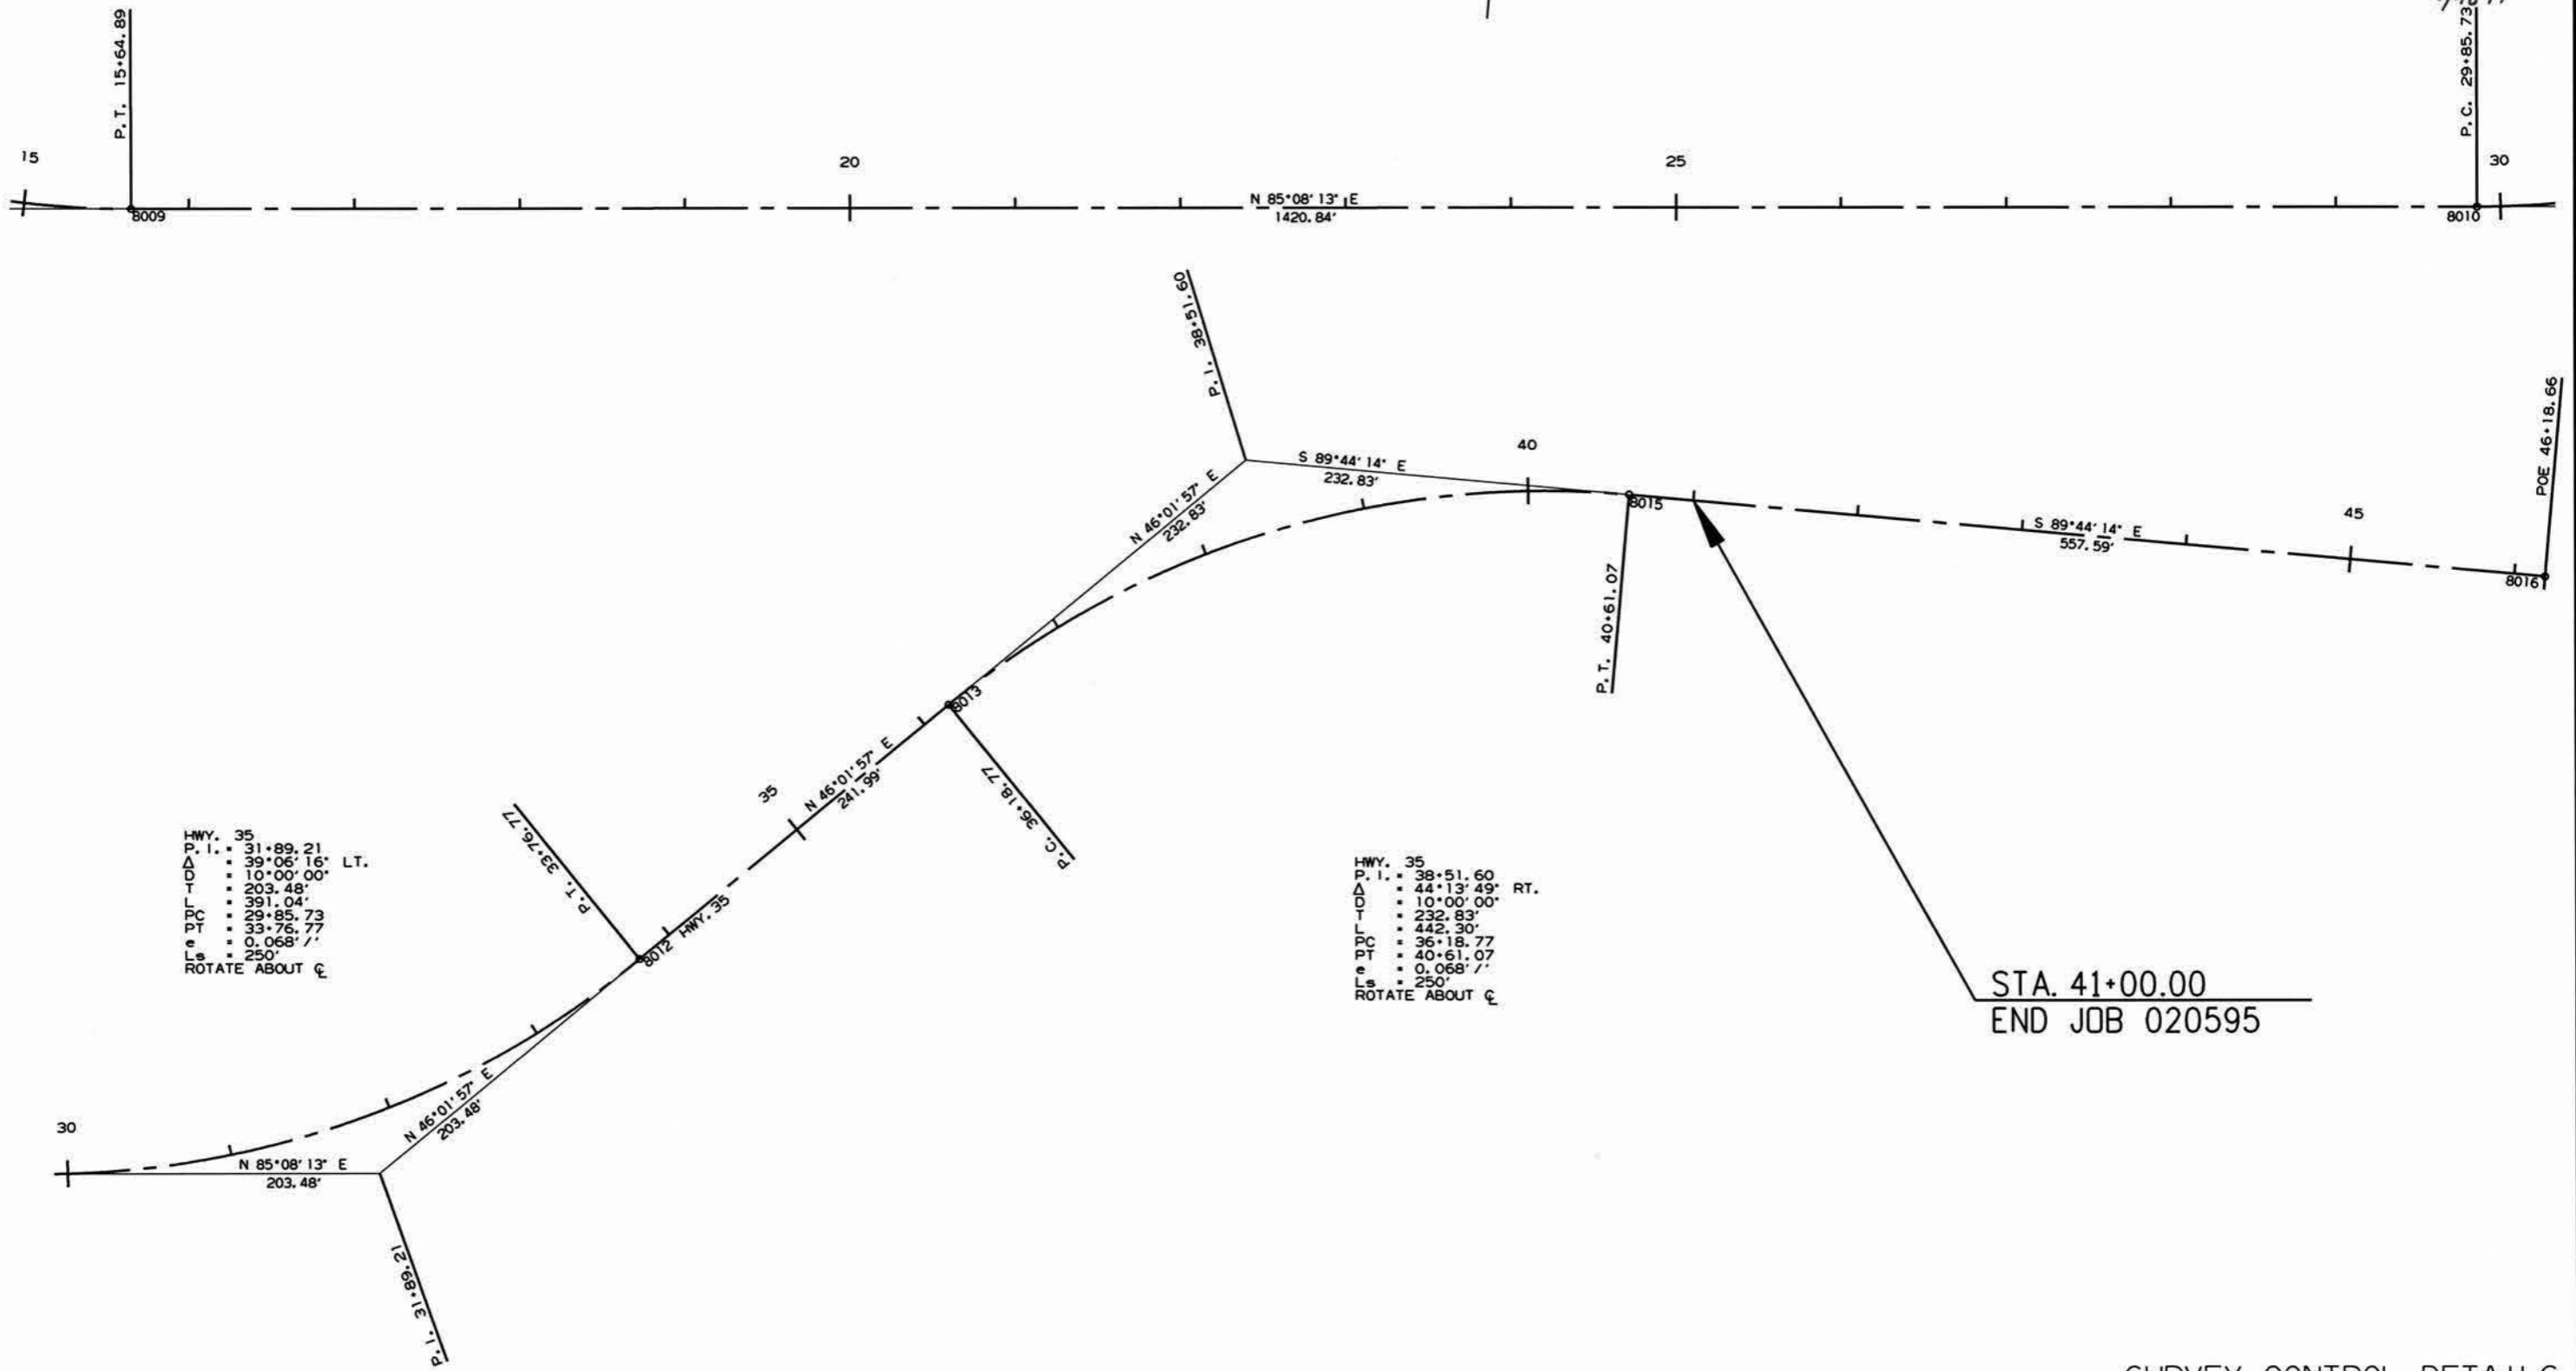 P.T. 15+64.89
P.C. 29+85.73
15
20
25
30
8009
N 85°08'13" E
1420.84'
8010
P.I. 38+51.60
POE 46+18.66
40
S 89°44'14" E
232.83'
8015
45
S 89°44'14" E
557.59'
8016
N 46°01'57" E
232.83'
P.T. 40+61.07
8013
35
N 46°01'57" E
241.99'
P.C. 36+18.77
P.T. 33+76.77
8012 HWY. 35
HWY. 35
P.I. = 31+89.21
Δ = 39°06'16" LT.
D = 10°00'00"
T = 203.48'
L = 391.04'
PC = 29+85.73
PT = 33+76.77
e = 0.068'/'
Ls = 250'
ROTATE ABOUT ℄
HWY. 35
P.I. = 38+51.60
Δ = 44°13'49" RT.
D = 10°00'00"
T = 232.83'
L = 442.30'
PC = 36+18.77
PT = 40+61.07
e = 0.068'/'
Ls = 250'
ROTATE ABOUT ℄
STA. 41+00.00
END JOB 020595
30
N 46°01'57" E
203.48'
N 85°08'13" E
203.48'
P.I. 31+89.21
SURVEY CONTROL DETAILS